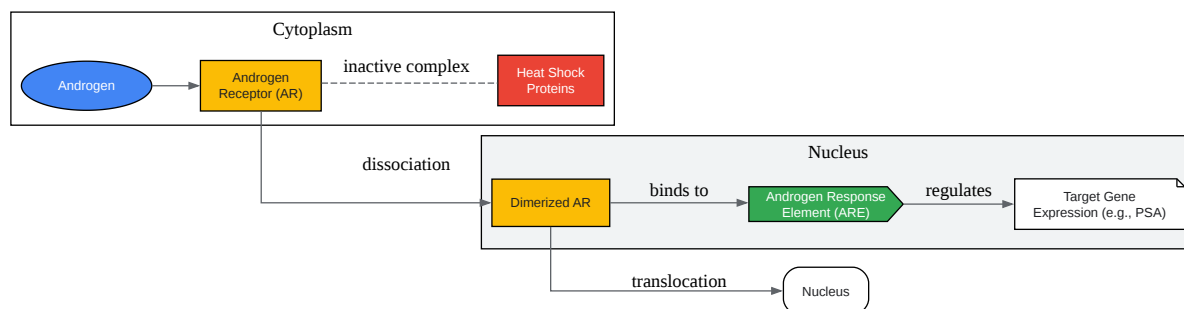 Cytoplasm
Androgen
Androgen
Receptor (AR)
inactive complex
Heat Shock
Proteins
dissociation
Nucleus
Dimerized AR
binds to
Androgen Response
Element (ARE)
regulates
Target Gene
Expression (e.g., PSA)
translocation
Nucleus